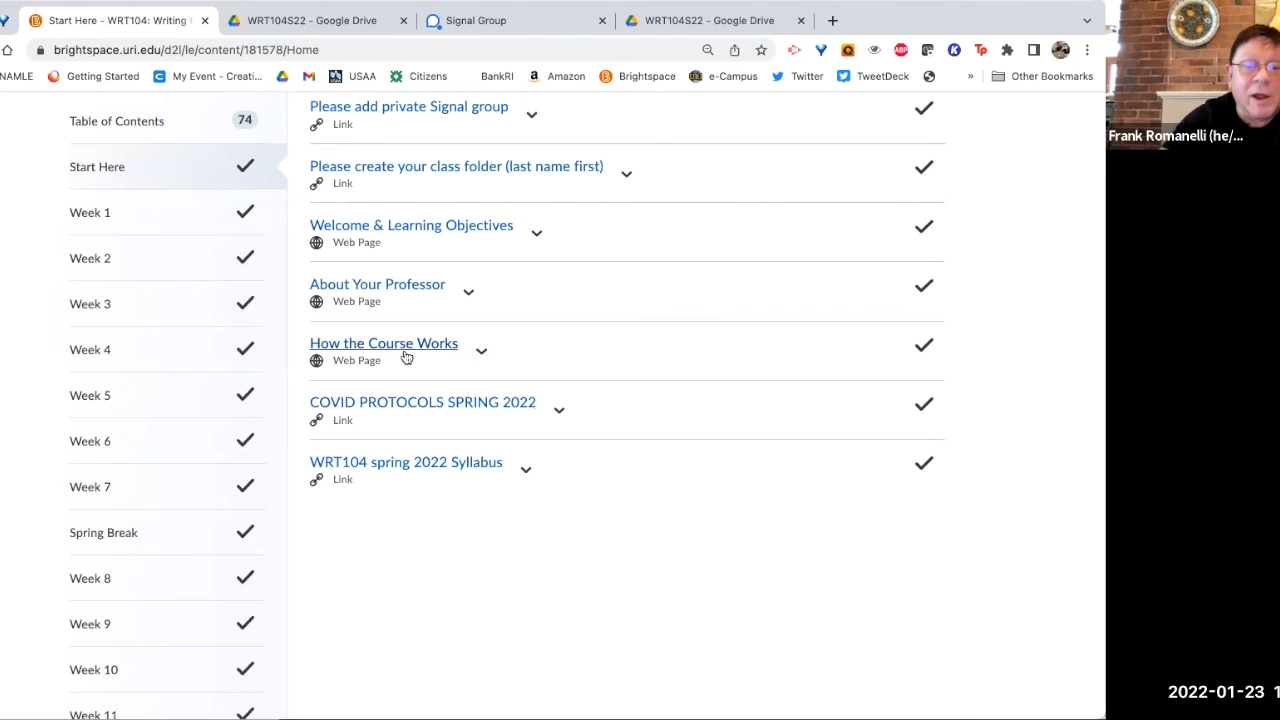 Start Here - WRT104: Writing t
WRT104S22 - Google Drive
Signal Group
WRT104S22 - Google Drive
brightspace.uri.edu/d2l/le/content/181578/Home
ABP
K
Tp
NAMLE
Getting Started
My Event - Creati...
USAA
Citizens
BankRI
Amazon
Brightspace
e-Campus
Twitter
TweetDeck
»
Other Bookmarks
Frank Romanelli (he/...
Table of Contents
74
Start Here
Week 1
Week 2
Week 3
Week 4
Week 5
Week 6
Week 7
Spring Break
Week 8
Week 9
Week 10
Week 11
Please add private Signal group
Link
Please create your class folder (last name first)
Link
Welcome & Learning Objectives
Web Page
About Your Professor
Web Page
How the Course Works
Web Page
COVID PROTOCOLS SPRING 2022
Link
WRT104 spring 2022 Syllabus
Link
2022-01-23 1